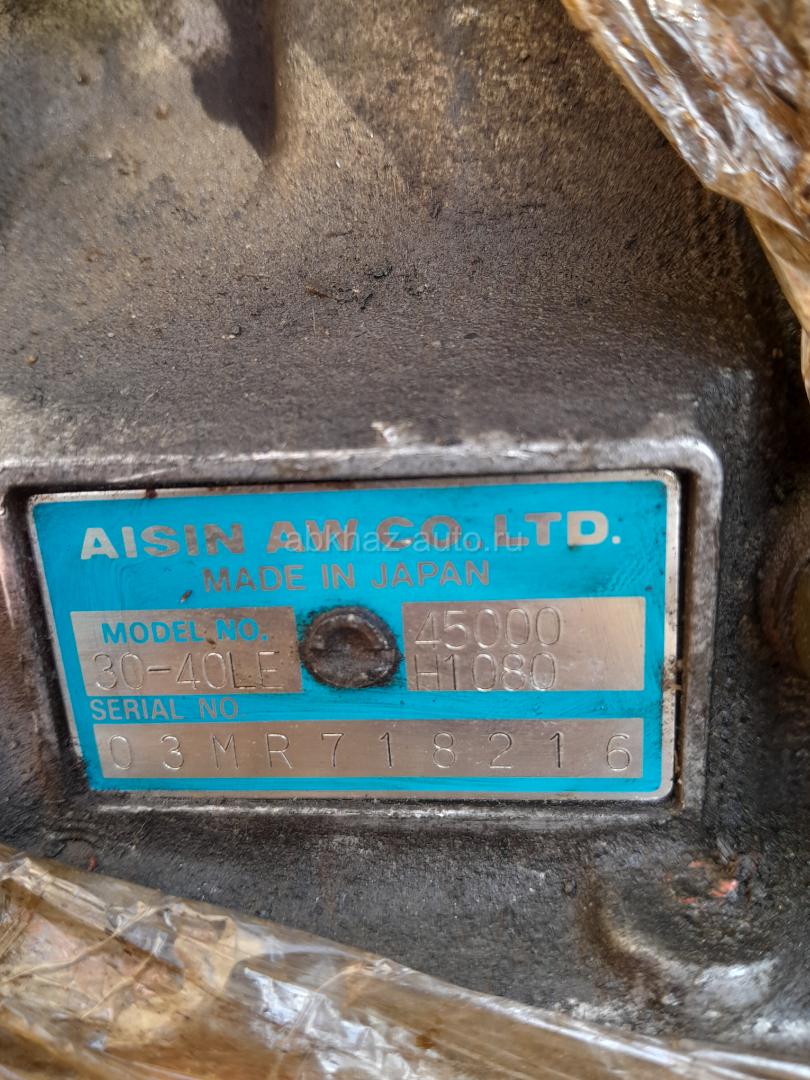 AISIN AW CO. LTD.
abkhaz-auto.ru
MADE IN JAPAN
MODEL NO. 45000
30-40LE H1080
SERIAL NO
03MR718216